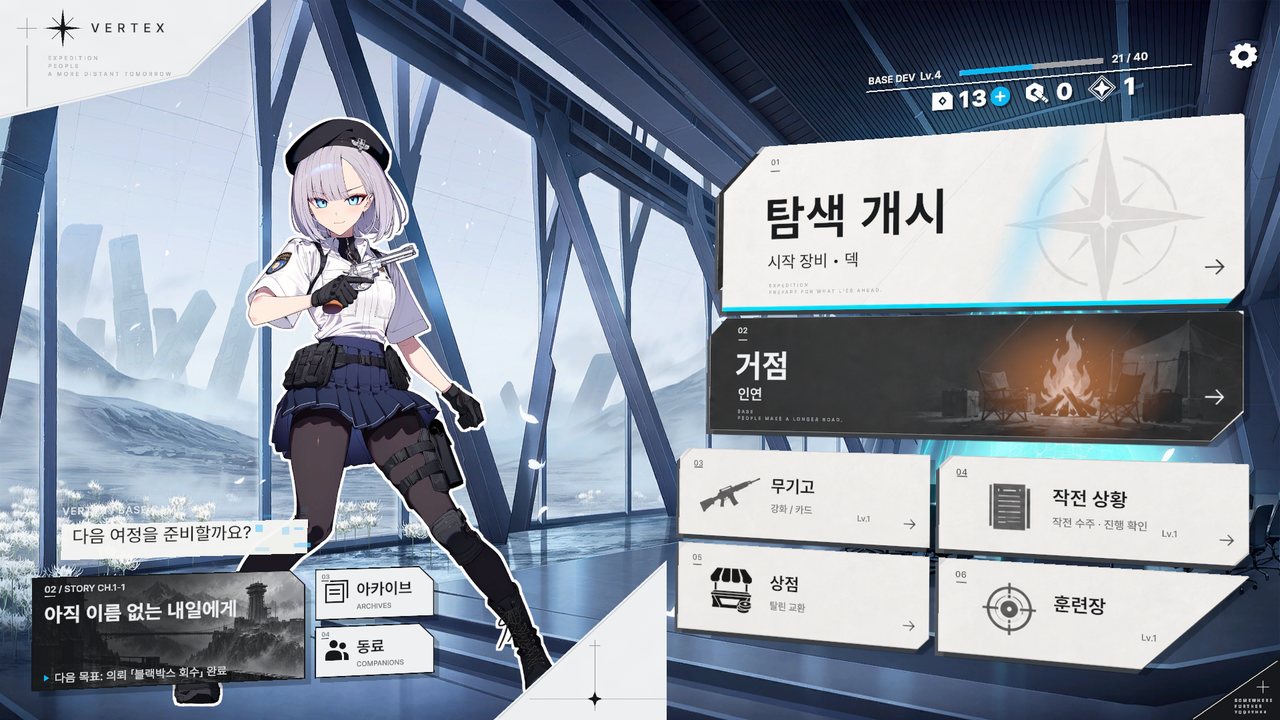 VERTEX
EXPEDITION
PEOPLE
A MORE DISTANT TOMORROW
BASE DEV Lv.4
21 / 40
13
0
1
01
탐색 개시
시작 장비 • 덱
EXPEDITION
PREPARE FOR WHAT LIES AHEAD.
02
거점
인연
BASE
PEOPLE MAKE A LONGER ROAD.
03
무기고
강화 / 카드
Lv.1
04
작전 상황
작전 수주 · 진행 확인
Lv.1
05
상점
탈린 교환
06
훈련장
Lv.1
다음 여정을 준비할까요?
02 / STORY CH.1-1
아직 이름 없는 내일에게
다음 목표: 의뢰 「블랙박스 회수」 완료
03
아카이브
ARCHIVES
04
동료
COMPANIONS
SOMEWHERE
FURTHER
TOGETHER